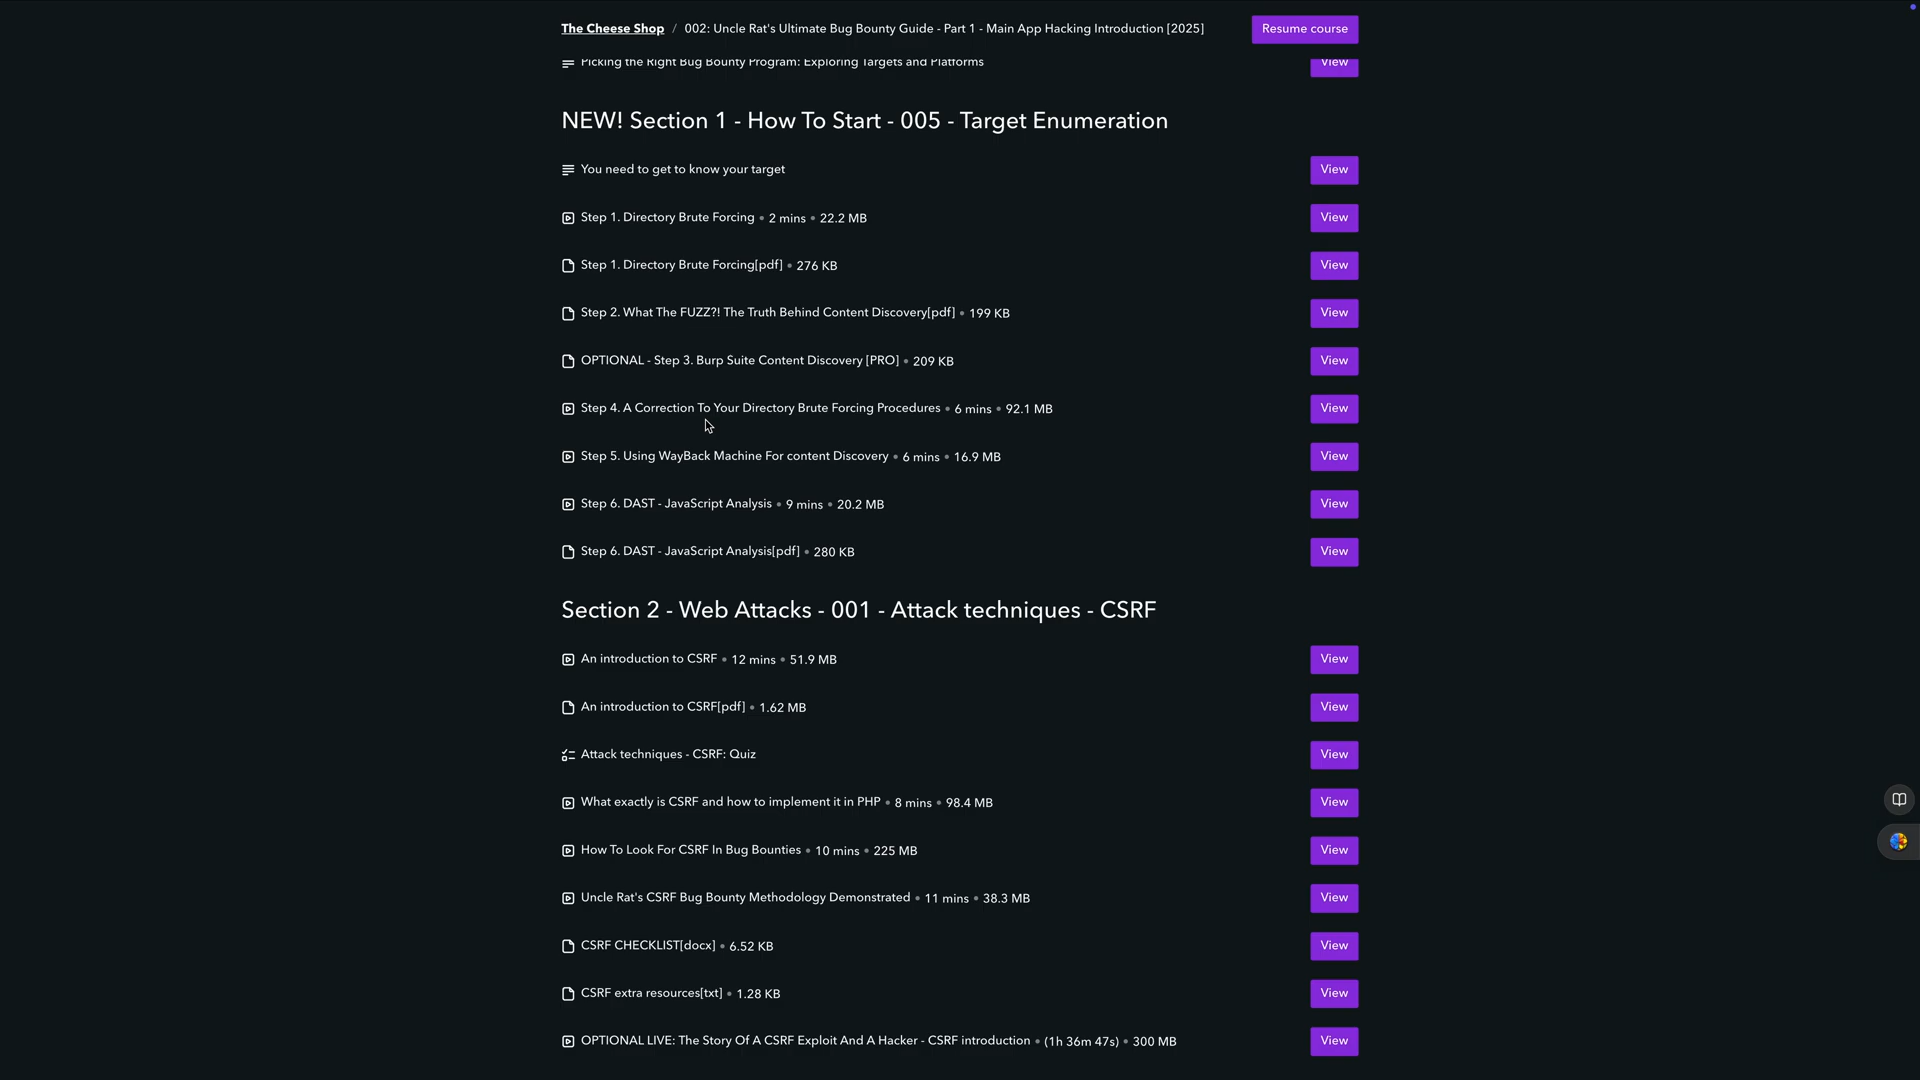 The Cheese Shop / 002: Uncle Rat's Ultimate Bug Bounty Guide - Part 1 - Main App Hacking Introduction [2025] Resume course
Picking the Right Bug Bounty Program: Exploring Targets and Platforms View
NEW! Section 1 - How To Start - 005 - Target Enumeration
You need to get to know your target View
Step 1. Directory Brute Forcing • 2 mins • 22.2 MB View
Step 1. Directory Brute Forcing[pdf] • 276 KB View
Step 2. What The FUZZ?! The Truth Behind Content Discovery[pdf] • 199 KB View
OPTIONAL - Step 3. Burp Suite Content Discovery [PRO] • 209 KB View
Step 4. A Correction To Your Directory Brute Forcing Procedures • 6 mins • 92.1 MB View
Step 5. Using WayBack Machine For content Discovery • 6 mins • 16.9 MB View
Step 6. DAST - JavaScript Analysis • 9 mins • 20.2 MB View
Step 6. DAST - JavaScript Analysis[pdf] • 280 KB View
Section 2 - Web Attacks - 001 - Attack techniques - CSRF
An introduction to CSRF • 12 mins • 51.9 MB View
An introduction to CSRF[pdf] • 1.62 MB View
Attack techniques - CSRF: Quiz View
What exactly is CSRF and how to implement it in PHP • 8 mins • 98.4 MB View
How To Look For CSRF In Bug Bounties • 10 mins • 225 MB View
Uncle Rat's CSRF Bug Bounty Methodology Demonstrated • 11 mins • 38.3 MB View
CSRF CHECKLIST[docx] • 6.52 KB View
CSRF extra resources[txt] • 1.28 KB View
OPTIONAL LIVE: The Story Of A CSRF Exploit And A Hacker - CSRF introduction • (1h 36m 47s) • 300 MB View